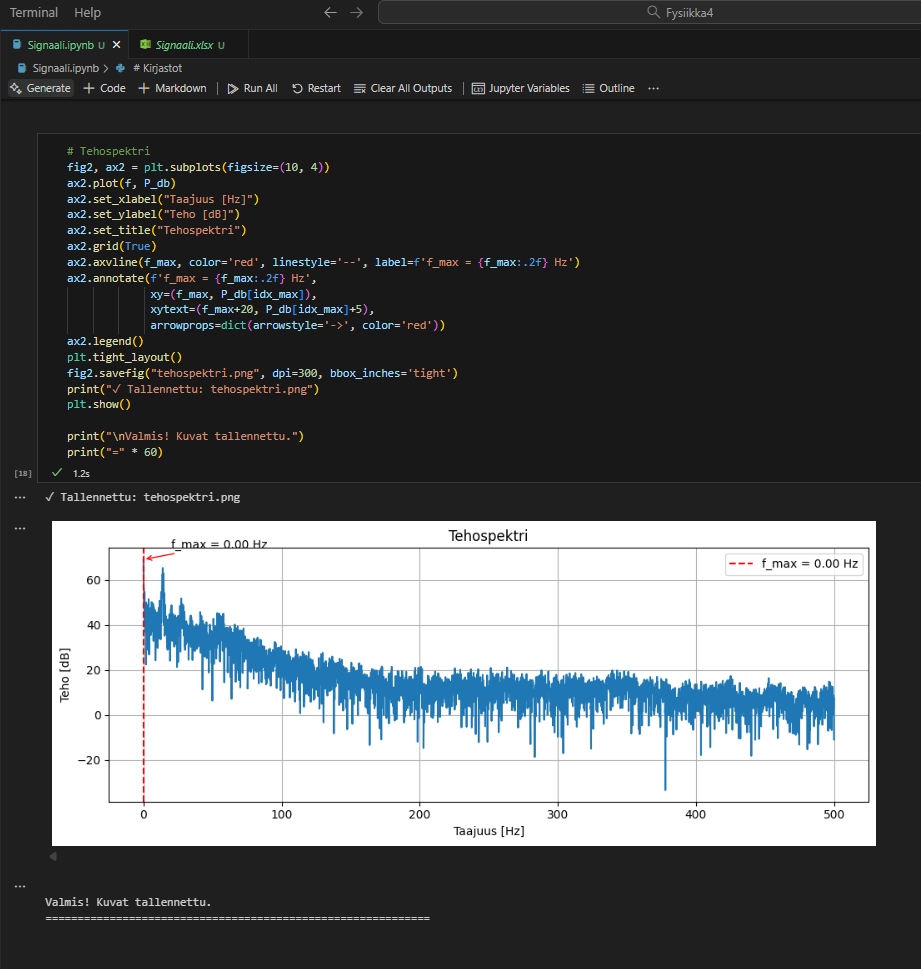 Terminal Help
Fysiikka4
Signaali.ipynb U
Signaali.xlsx U
Signaali.ipynb > # Kirjastot
Generate + Code + Markdown Run All Restart Clear All Outputs Jupyter Variables Outline ...
# Tehospektri
fig2, ax2 = plt.subplots(figsize=(10, 4))
ax2.plot(f, P_db)
ax2.set_xlabel("Taajuus [Hz]")
ax2.set_ylabel("Teho [dB]")
ax2.set_title("Tehospektri")
ax2.grid(True)
ax2.axvline(f_max, color='red', linestyle='--', label=f'f_max = {f_max:.2f} Hz')
ax2.annotate(f'f_max = {f_max:.2f} Hz',
xy=(f_max, P_db[idx_max]),
xytext=(f_max+20, P_db[idx_max]+5),
arrowprops=dict(arrowstyle='->', color='red'))
ax2.legend()
plt.tight_layout()
fig2.savefig("tehospektri.png", dpi=300, bbox_inches='tight')
print("✓ Tallennettu: tehospektri.png")
plt.show()
print("\nValmis! Kuvat tallennettu.")
print("=" * 60)
[18] ✓ 1.2s
... ✓ Tallennettu: tehospektri.png
...
Tehospektri
f_max = 0.00 Hz
f_max = 0.00 Hz
60
40
20
0
−20
Teho [dB]
0 100 200 300 400 500
Taajuus [Hz]
...
Valmis! Kuvat tallennettu.
============================================================